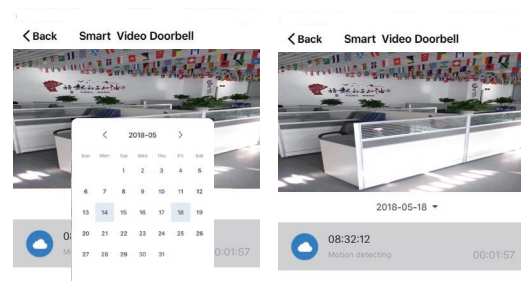 Back Smart Video Doorbell
2018-05
Sun Mon Tue Wed Thu Fri Sat
1 2 3 4 5
6 7 8 9 10 11 12
13 14 15 16 17 18 19
20 21 22 23 24 25 26
27 28 29 30 31
00:01:57
Back Smart Video Doorbell
2018-05-18
08:32:12
Motion detecting 00:01:57